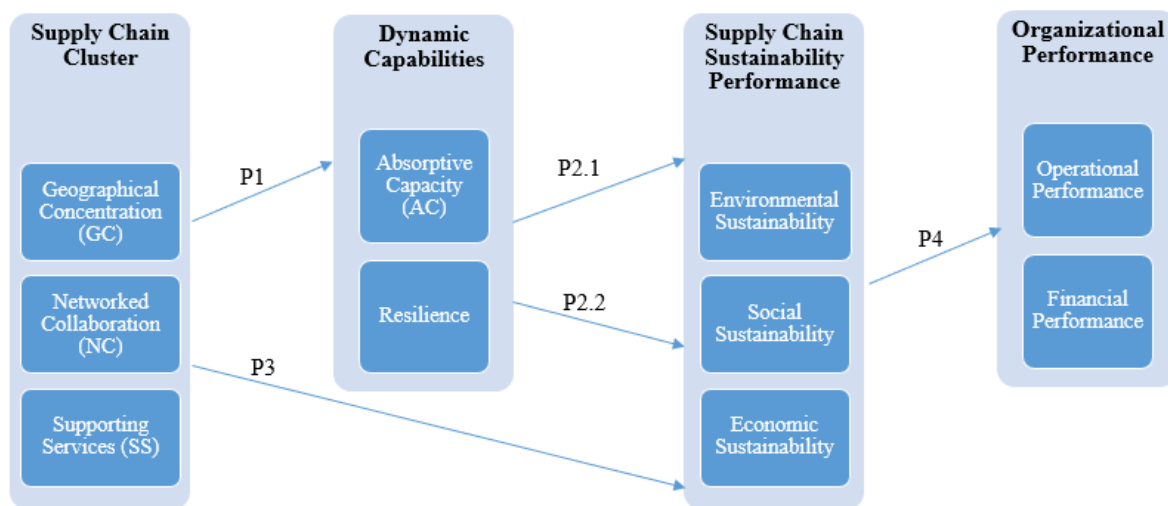 Supply Chain
Cluster
Geographical
Concentration
(GC)
Networked
Collaboration
(NC)
Supporting
Services (SS)
P1
P3
Dynamic
Capabilities
Absorptive
Capacity
(AC)
Resilience
P2.1
P2.2
Supply Chain
Sustainability
Performance
Environmental
Sustainability
Social
Sustainability
Economic
Sustainability
P4
Organizational
Performance
Operational
Performance
Financial
Performance